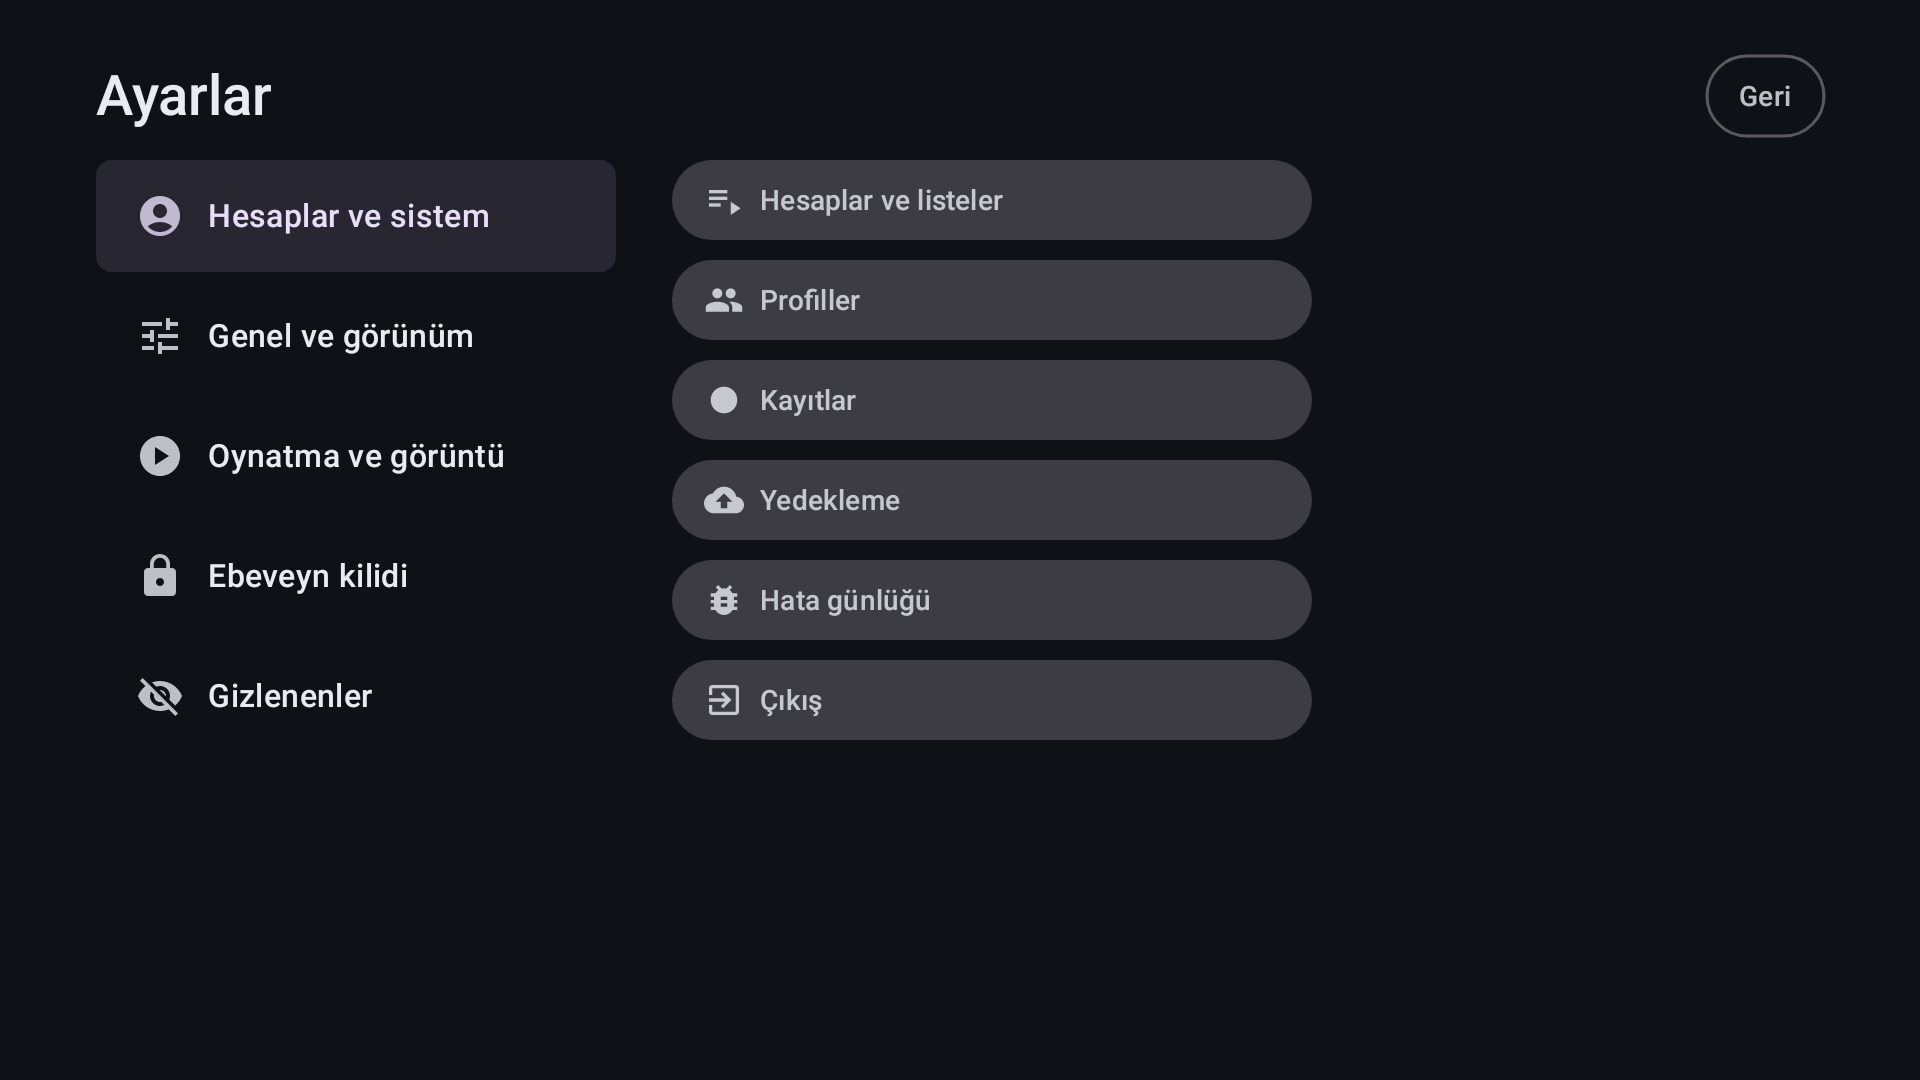 Ayarlar
Geri
Hesaplar ve sistem
Genel ve görünüm
Oynatma ve görüntü
Ebeveyn kilidi
Gizlenenler
Hesaplar ve listeler
Profiller
Kayıtlar
Yedekleme
Hata günlüğü
Çıkış